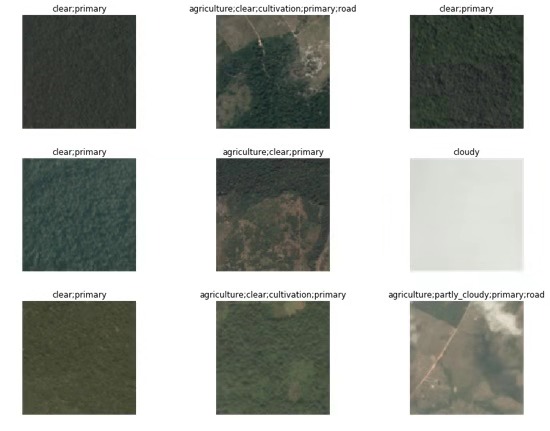 clear;primary
agriculture;clear;cultivation;primary;road
clear;primary
clear;primary
agriculture;clear;primary
cloudy
clear;primary
agriculture;clear;cultivation;primary
agriculture;partly_cloudy;primary;road